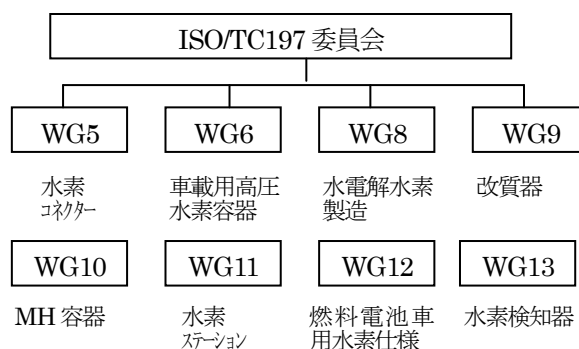 ISO/TC197 委員会
WG5 WG6 WG8 WG9
水素 車載用高圧 水電解水素 改質器
コネクター 水素容器 製造
WG10 WG11 WG12 WG13
MH 容器 水素 燃料電池車 水素検知器
ステーション 用水素仕様